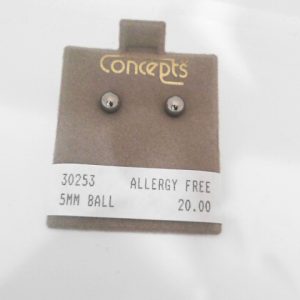 Concepts
30253 ALLERGY FREE
5MM BALL 20.00